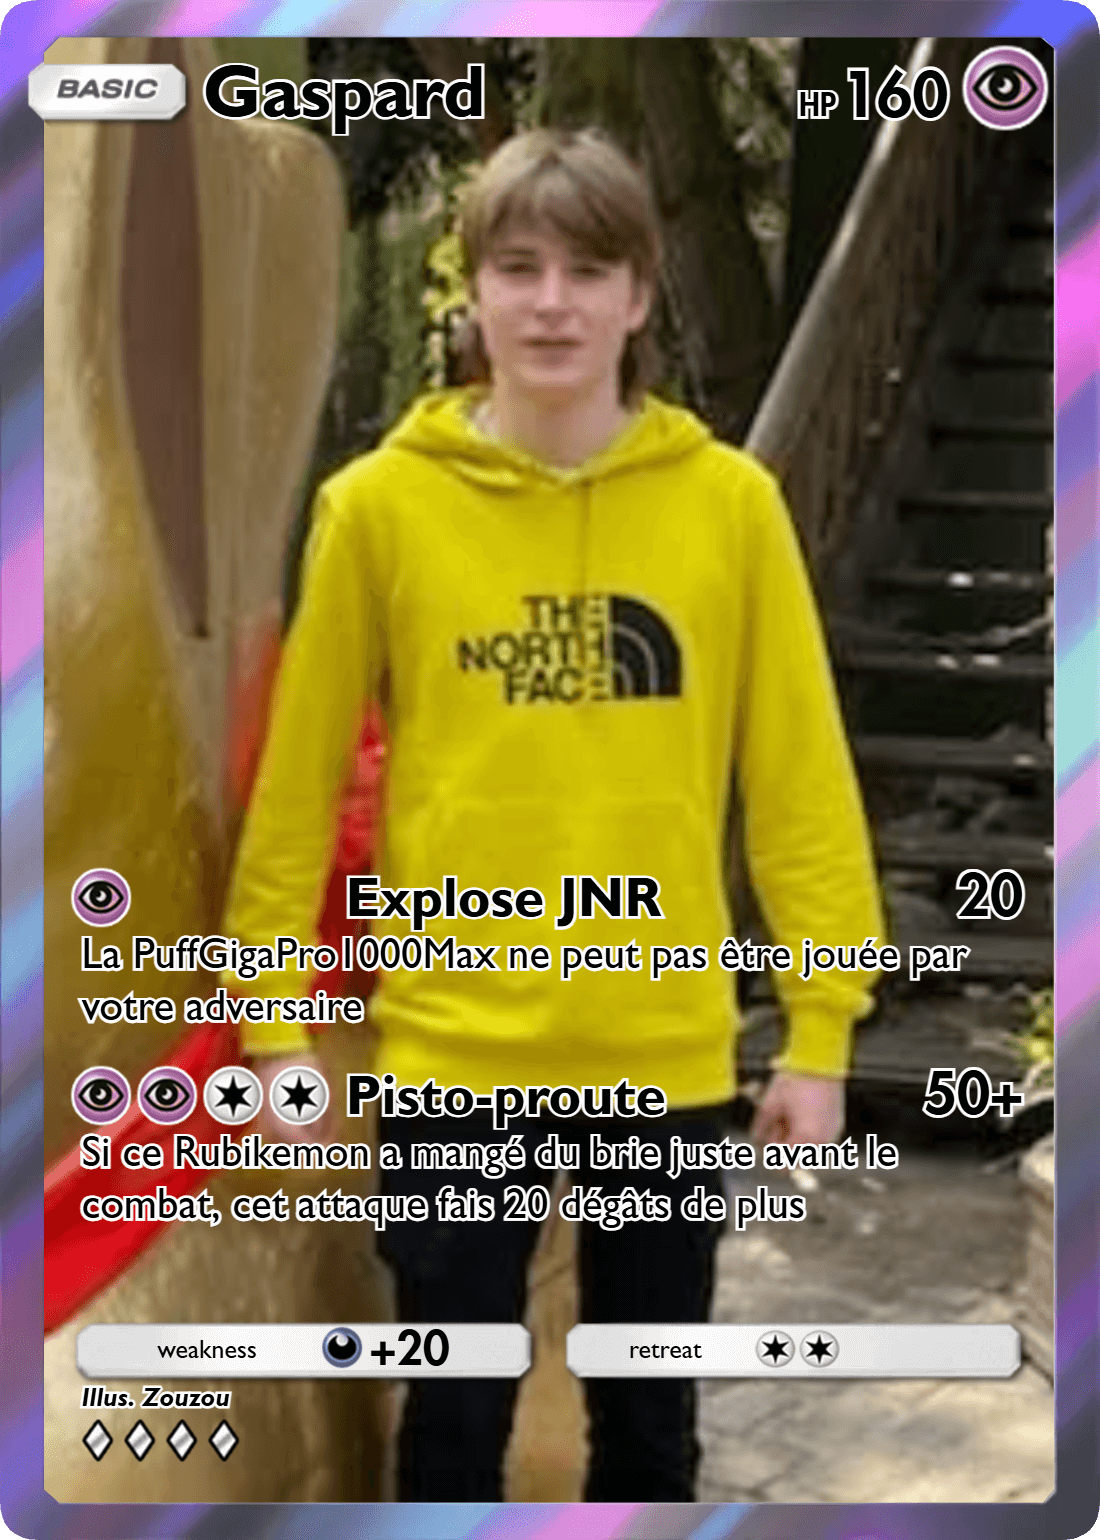 BASIC Gaspard HP 160
THE
NORTH
FACE
Explose JNR 20
La PuffGigaPro1000Max ne peut pas être jouée par
votre adversaire
Pisto-proute 50+
Si ce Rubikemon a mangé du brie juste avant le
combat, cet attaque fais 20 dégâts de plus
weakness +20 retreat
Illus. Zouzou